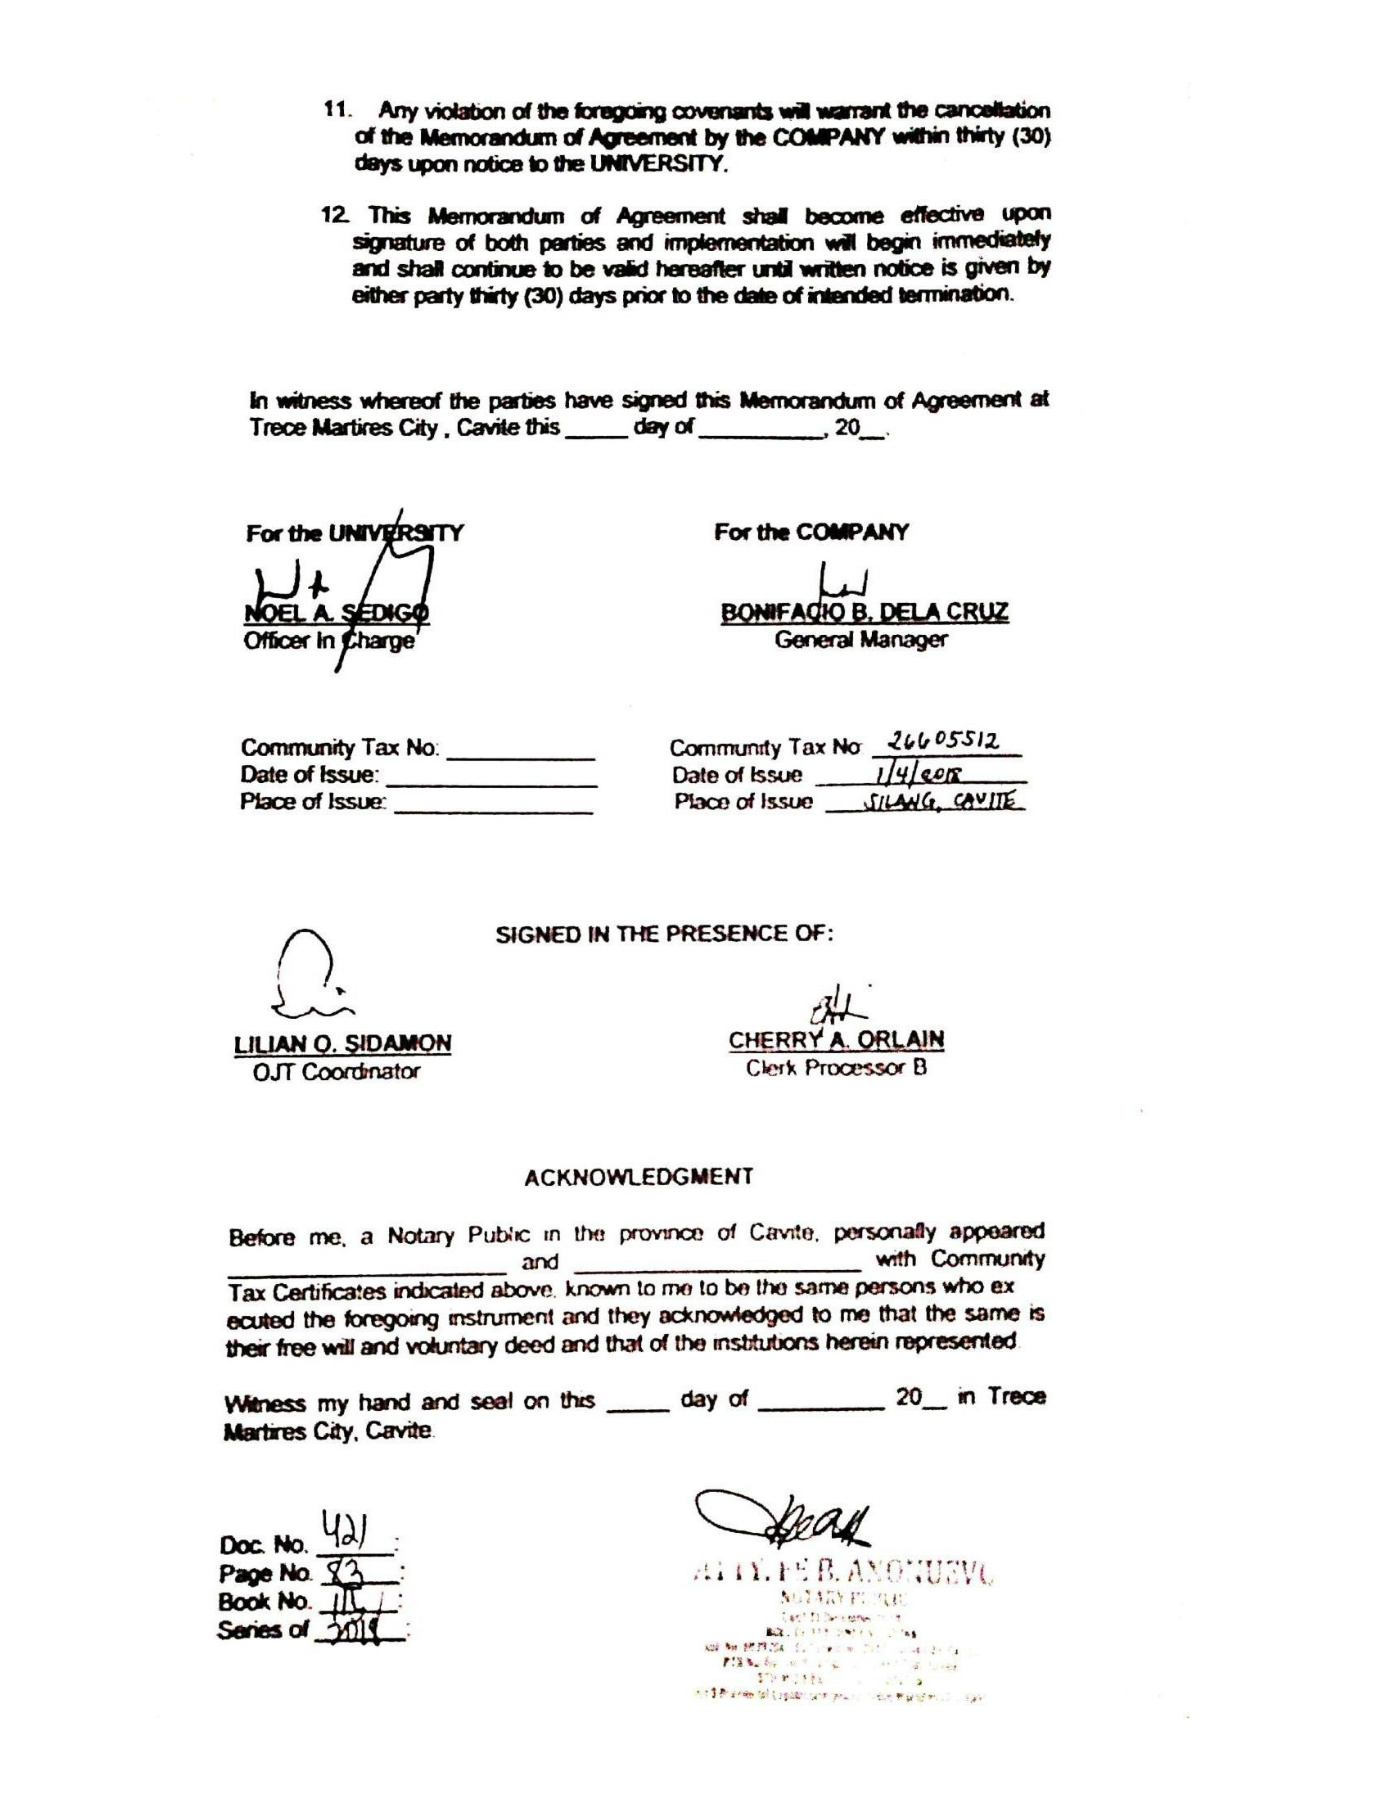 11. Any violation of the foregoing covenants will warrant the cancellation
of the Memorandum of Agreement by the COMPANY within thirty (30)
days upon notice to the UNIVERSITY.
12. This Memorandum of Agreement shall become effective upon
signature of both parties and implementation will begin immediately
and shall continue to be valid hereafter until written notice is given by
either party thirty (30) days prior to the date of intended termination.
In witness whereof the parties have signed this Memorandum of Agreement at
Trece Martires City , Cavite this _____ day of __________, 20__.
For the UNIVERSITY For the COMPANY
NOEL A. SEDIGO BONIFACIO B. DELA CRUZ
Officer in Charge General Manager
Community Tax No: ____________ Community Tax No 26605512
Date of Issue: _________________ Date of Issue 1/4/2018
Place of Issue: ________________ Place of Issue SILANG, CAVITE
SIGNED IN THE PRESENCE OF:
LILIAN O. SIDAMON CHERRY A. ORLAIN
OJT Coordinator Clerk Processor B
ACKNOWLEDGMENT
Before me, a Notary Public in the province of Cavite, personally appeared
_______________________ and _______________________ with Community
Tax Certificates indicated above, known to me to be the same persons who ex
ecuted the foregoing instrument and they acknowledged to me that the same is
their free will and voluntary deed and that of the institutions herein represented
Witness my hand and seal on this _____ day of __________ 20__ in Trece
Martires City, Cavite.
Doc. No. 421 :
Page No. 83 :
Book No. III :
Series of :
ATTY. FE B. ANONUEVO
NOTARY PUBLIC